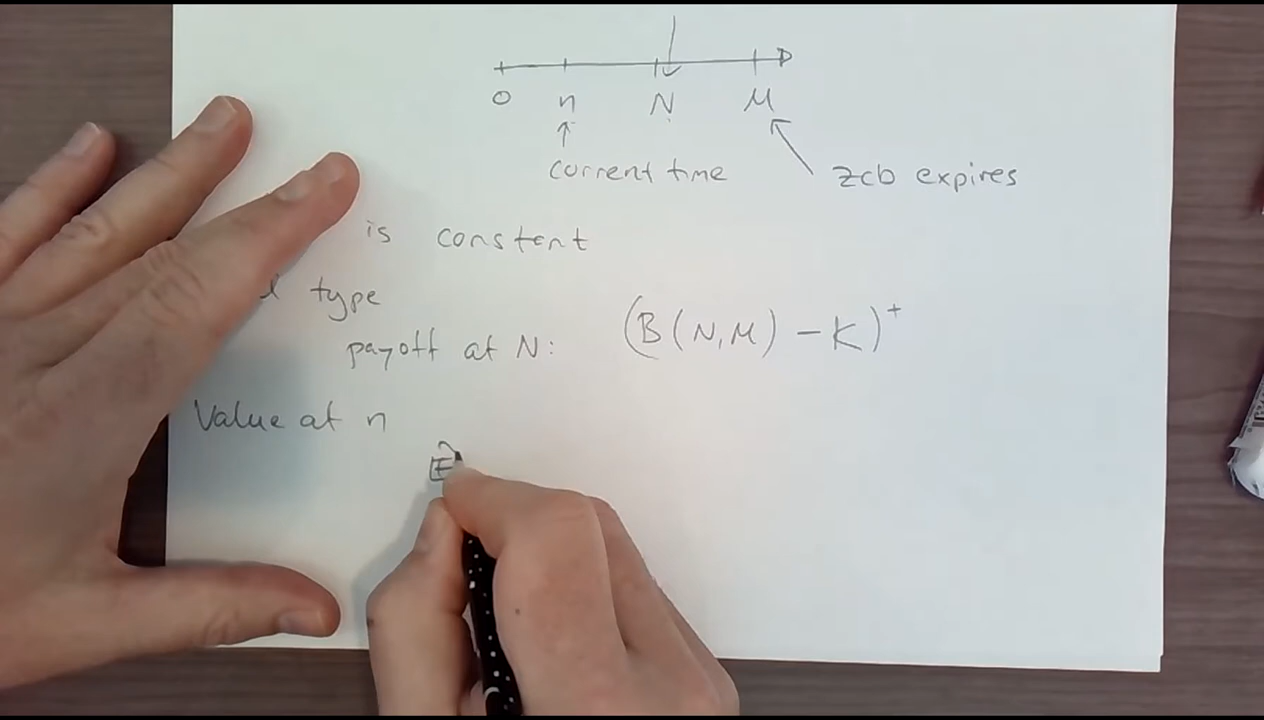 0 n N M
current time zcb expires
is constant
type
payoff at N: (B(N,M) - K)⁺
Value at n
Ẽ